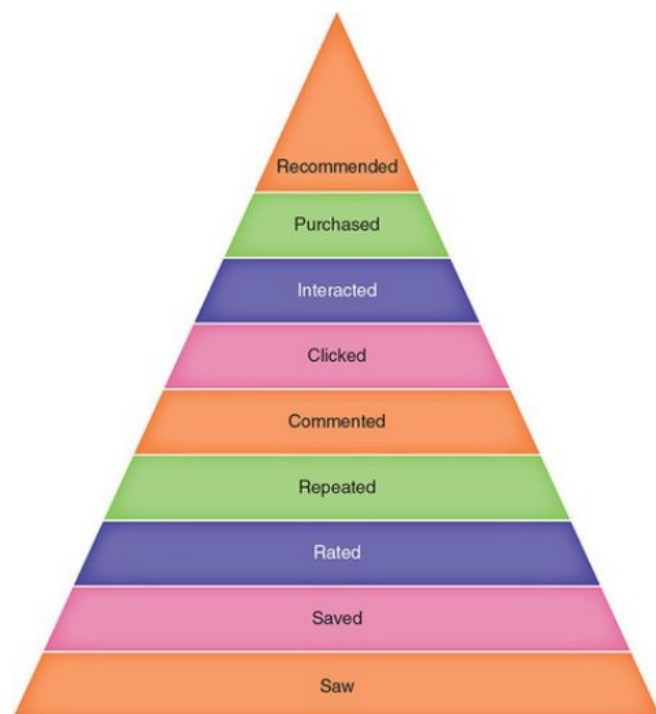 Recommended
Purchased
Interacted
Clicked
Commented
Repeated
Rated
Saved
Saw